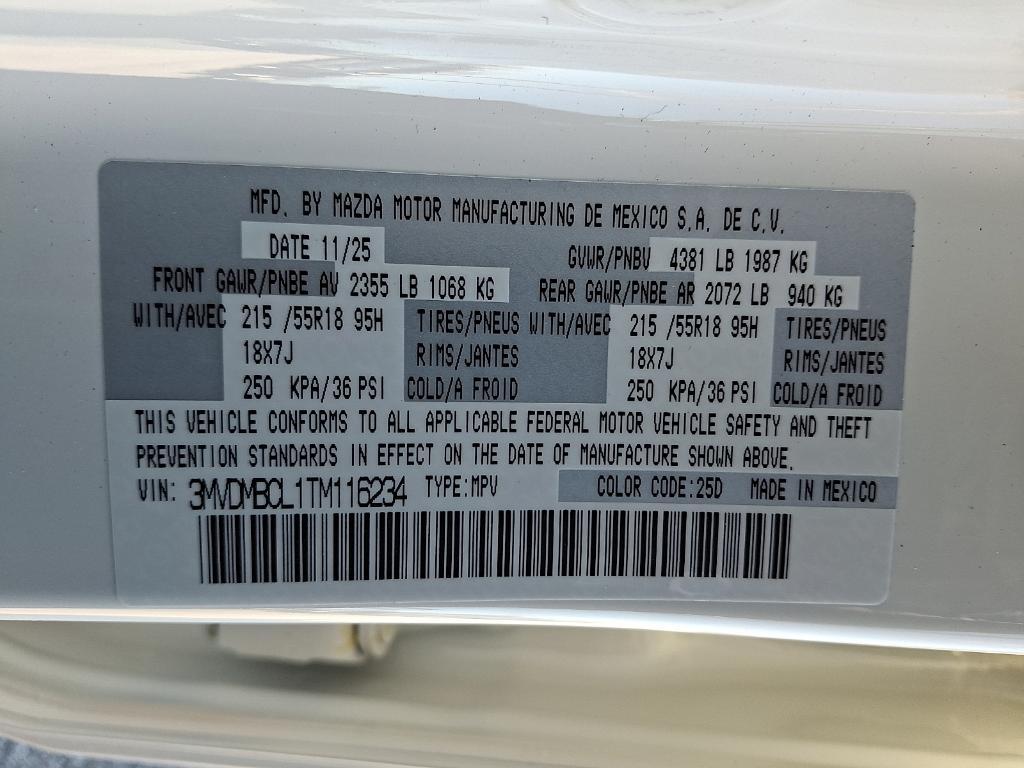 MFD. BY MAZDA MOTOR MANUFACTURING DE MEXICO S.A. DE C.V.
DATE 11/25 GVWR/PNBV 4381 LB 1987 KG
FRONT GAWR/PNBE AV 2355 LB 1068 KG REAR GAWR/PNBE AR 2072 LB 940 KG
WITH/AVEC 215 /55R18 95H TIRES/PNEUS WITH/AVEC 215 /55R18 95H TIRES/PNEUS
18X7J RIMS/JANTES 18X7J RIMS/JANTES
250 KPA/36 PSI COLD/A FROID 250 KPA/36 PSI COLD/A FROID
THIS VEHICLE CONFORMS TO ALL APPLICABLE FEDERAL MOTOR VEHICLE SAFETY AND THEFT
PREVENTION STANDARDS IN EFFECT ON THE DATE OF MANUFACTURE SHOWN ABOVE.
VIN: 3MVDMBCL1TM116234 TYPE:MPV COLOR CODE:25D MADE IN MEXICO